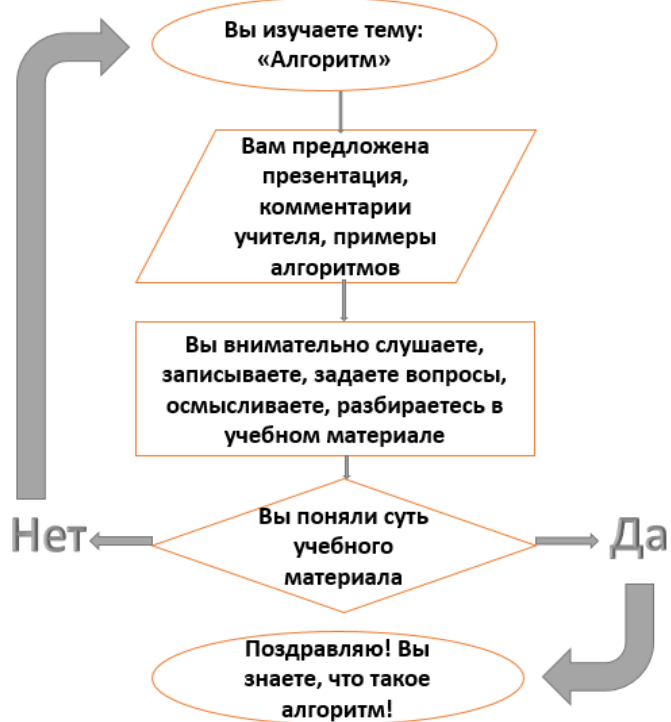 Вы изучаете тему:
«Алгоритм»
Вам предложена
презентация,
комментарии
учителя, примеры
алгоритмов
Вы внимательно слушаете,
записываете, задаете вопросы,
осмысливаете, разбираетесь в
учебном материале
Вы поняли суть
учебного
материала
Нет
Да
Поздравляю! Вы
знаете, что такое
алгоритм!